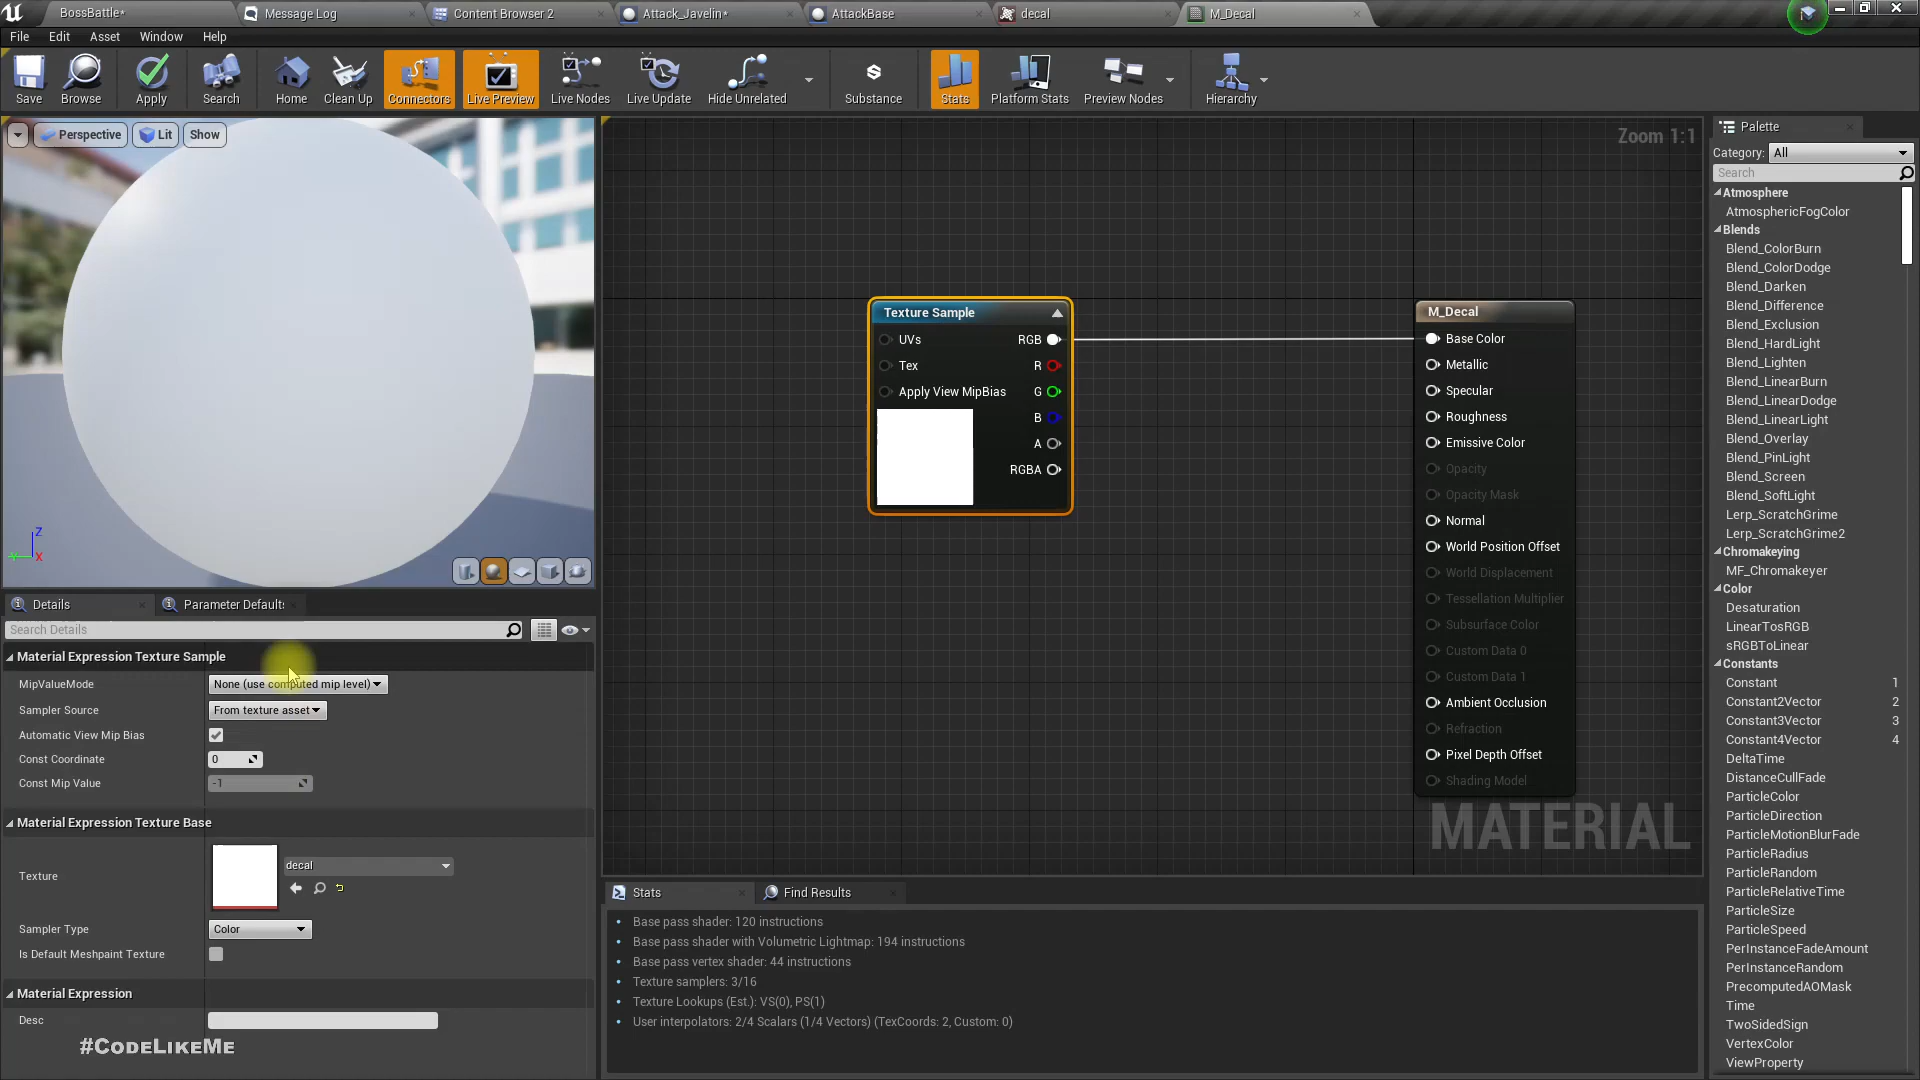 BossBattle*
Message Log
Content Browser 2
Attack_Javelin*
AttackBase
decal
M_Decal
File Edit Asset Window Help
Save
Browse
Apply
Search
Home
Clean Up
Connectors
Live Preview
Live Nodes
Live Update
Hide Unrelated
Substance
Stats
Platform Stats
Preview Nodes
Hierarchy
Perspective
Lit
Show
Z
X
Details
Parameter Defaults
Search Details
Material Expression Texture Sample
MipValueMode
None (use computed mip level)
Sampler Source
From texture asset
Automatic View Mip Bias
Const Coordinate
0
Const Mip Value
-1
Material Expression Texture Base
Texture
decal
Sampler Type
Color
Is Default Meshpaint Texture
Material Expression
Desc
#CodeLikeMe
Zoom 1:1
Texture Sample
UVs
RGB
Tex
R
Apply View MipBias
G
B
A
RGBA
M_Decal
Base Color
Metallic
Specular
Roughness
Emissive Color
Opacity
Opacity Mask
Normal
World Position Offset
World Displacement
Tessellation Multiplier
Subsurface Color
Custom Data 0
Custom Data 1
Ambient Occlusion
Refraction
Pixel Depth Offset
Shading Model
MATERIAL
Stats
Find Results
Base pass shader: 120 instructions
Base pass shader with Volumetric Lightmap: 194 instructions
Base pass vertex shader: 44 instructions
Texture samplers: 3/16
Texture Lookups (Est.): VS(0), PS(1)
User interpolators: 2/4 Scalars (1/4 Vectors) (TexCoords: 2, Custom: 0)
Palette
Category: All
Search
Atmosphere
AtmosphericFogColor
Blends
Blend_ColorBurn
Blend_ColorDodge
Blend_Darken
Blend_Difference
Blend_Exclusion
Blend_HardLight
Blend_Lighten
Blend_LinearBurn
Blend_LinearDodge
Blend_LinearLight
Blend_Overlay
Blend_PinLight
Blend_Screen
Blend_SoftLight
Lerp_ScratchGrime
Lerp_ScratchGrime2
Chromakeying
MF_Chromakeyer
Color
Desaturation
LinearTosRGB
sRGBToLinear
Constants
Constant 1
Constant2Vector 2
Constant3Vector 3
Constant4Vector 4
DeltaTime
DistanceCullFade
ParticleColor
ParticleDirection
ParticleMotionBlurFade
ParticleRadius
ParticleRandom
ParticleRelativeTime
ParticleSize
ParticleSpeed
PerInstanceFadeAmount
PerInstanceRandom
PrecomputedAOMask
Time
TwoSidedSign
VertexColor
ViewProperty